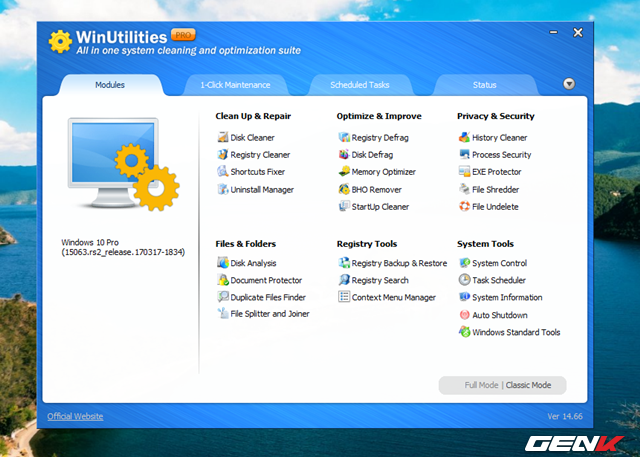 WinUtilities PRO
All in one system cleaning and optimization suite
Modules
1-Click Maintenance
Scheduled Tasks
Status
Clean Up & Repair
Disk Cleaner
Registry Cleaner
Shortcuts Fixer
Uninstall Manager
Optimize & Improve
Registry Defrag
Disk Defrag
Memory Optimizer
BHO Remover
StartUp Cleaner
Privacy & Security
History Cleaner
Process Security
EXE Protector
File Shredder
File Undelete
Windows 10 Pro
(15063.rs2_release.170317-1834)
Files & Folders
Disk Analysis
Document Protector
Duplicate Files Finder
File Splitter and Joiner
Registry Tools
Registry Backup & Restore
Registry Search
Context Menu Manager
System Tools
System Control
Task Scheduler
System Information
Auto Shutdown
Windows Standard Tools
Full Mode | Classic Mode
Official Website
Ver 14.66
GENK